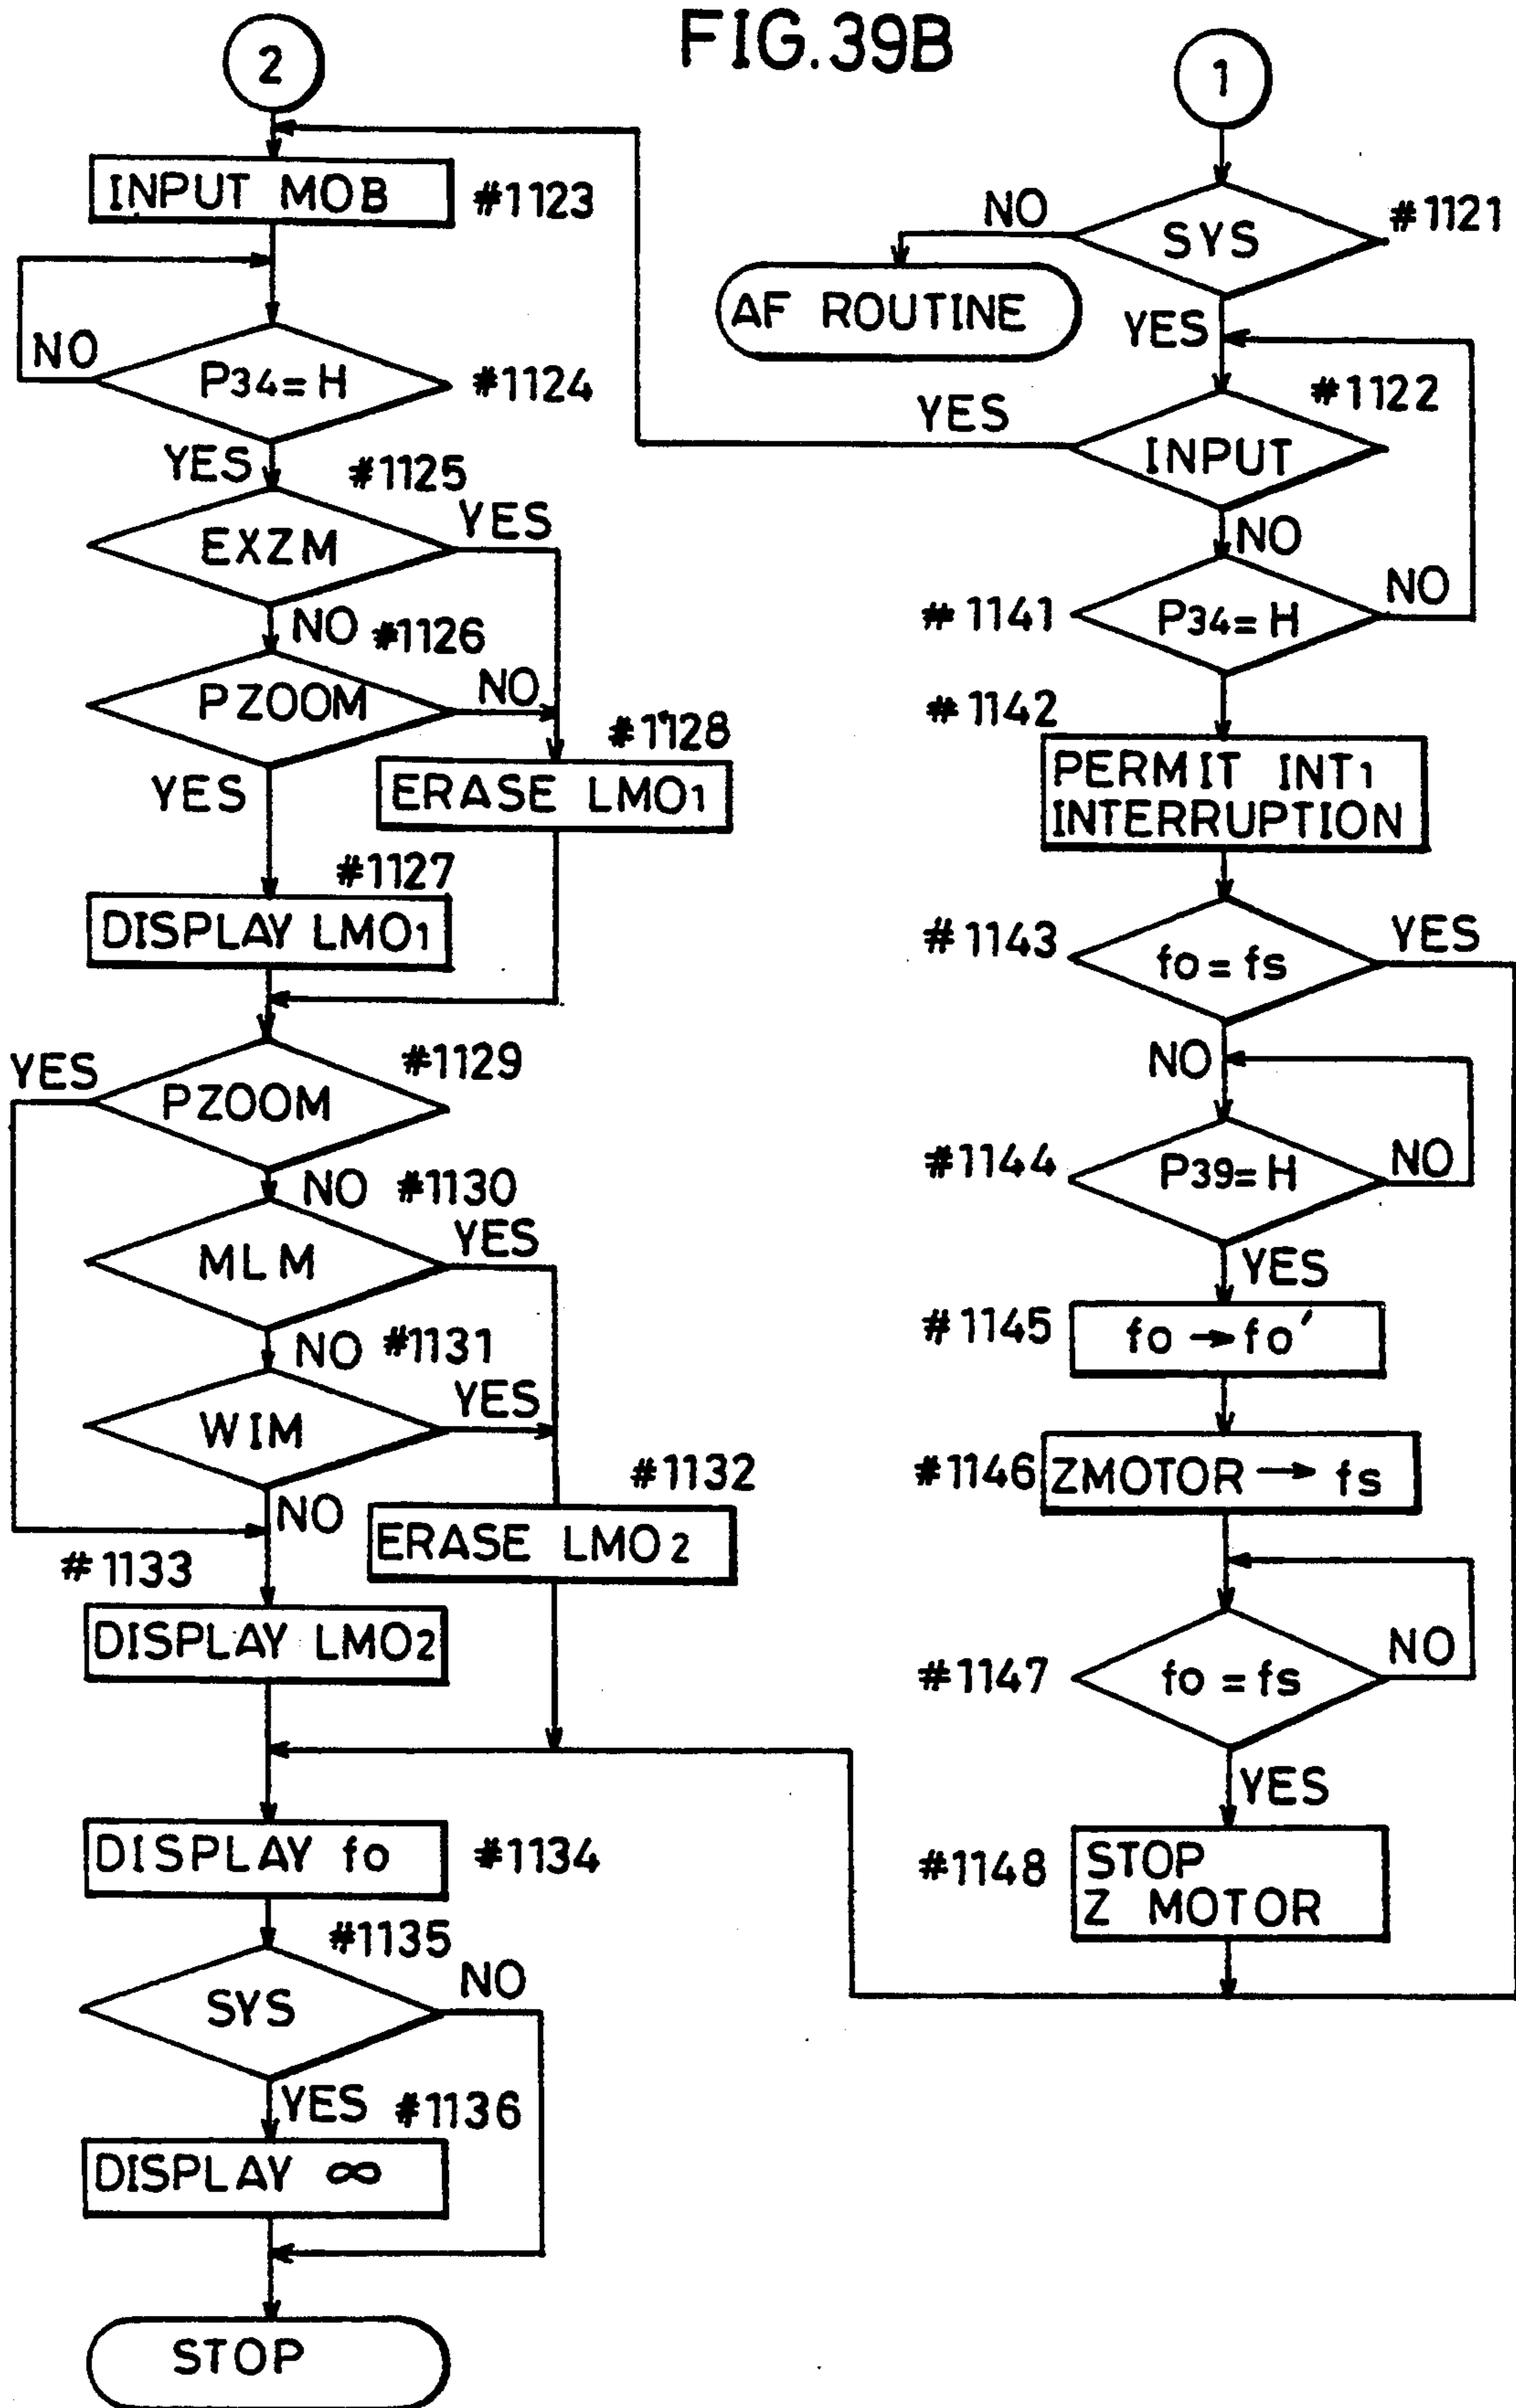 FIG.39B
2
INPUT MOB #1123
NO
P34=H #1124
YES #1125
EXZM YES
NO #1126
PZOOM NO
YES #1128
ERASE LMO1
#1127
DISPLAY LMO1
YES #1129
PZOOM
NO #1130
MLM YES
NO #1131
WIM YES
NO #1132
ERASE LMO2
#1133
DISPLAY LMO2
DISPLAY fo #1134
#1135
SYS NO
YES #1136
DISPLAY ∞
STOP
1
NO SYS #1121
AF ROUTINE
YES
YES #1122
INPUT
NO
#1141 P34=H NO
#1142
PERMIT INT1
INTERRUPTION
#1143 fo=fs YES
NO
#1144 P39=H NO
YES
#1145 fo→fo'
#1146 ZMOTOR→fs
#1147 fo=fs NO
YES
#1148 STOP
Z MOTOR